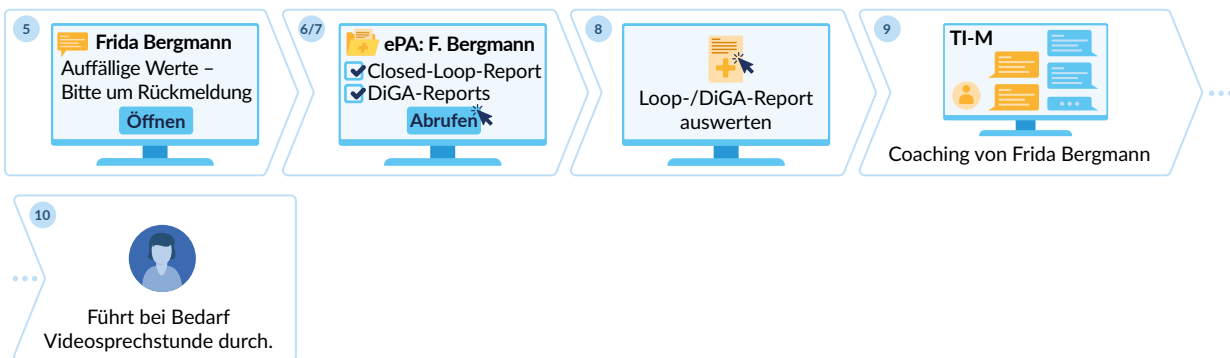 5
Frida Bergmann
Auffällige Werte –
Bitte um Rückmeldung
Öffnen
6/7
ePA: F. Bergmann
Closed-Loop-Report
DiGA-Reports
Abrufen
8
Loop-/DiGA-Report
auswerten
9
TI-M
Coaching von Frida Bergmann
10
Führt bei Bedarf
Videosprechstunde durch.